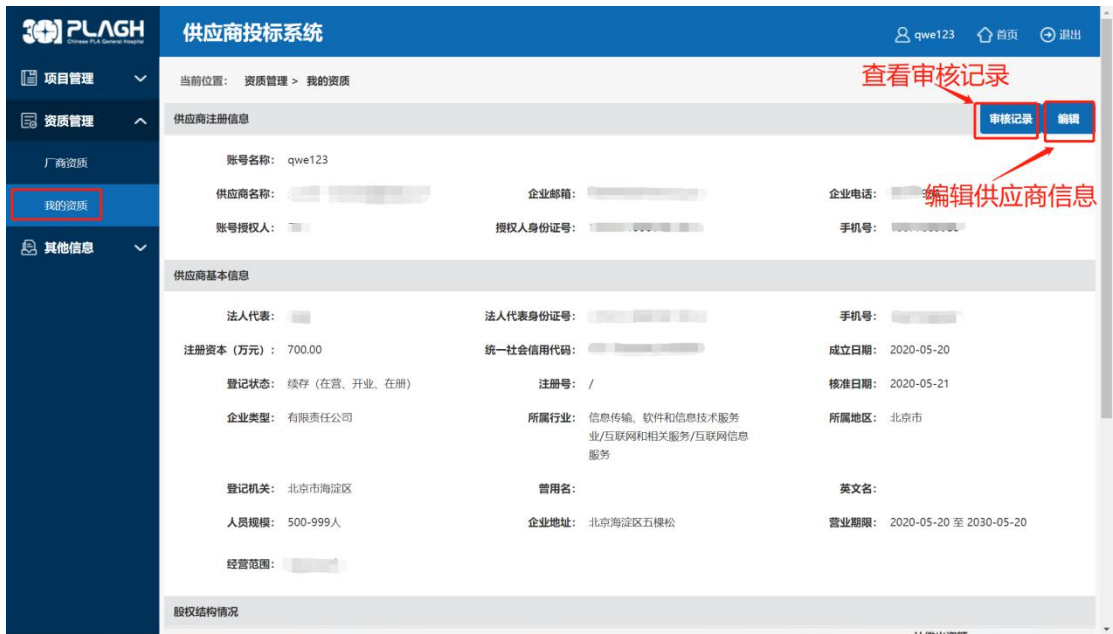 301 PLAGH
Chinese PLA General Hospital
供应商投标系统
qwe123 首页 退出
项目管理
资质管理
厂商资质
我的资质
其他信息
当前位置： 资质管理 > 我的资质
查看审核记录
供应商注册信息
审核记录 编辑
编辑供应商信息
账号名称： qwe123
供应商名称： 企业邮箱： 企业电话：
账号授权人： 授权人身份证号： 手机号：
供应商基本信息
法人代表： 法人代表身份证号： 手机号：
注册资本（万元）： 700.00 统一社会信用代码： 成立日期： 2020-05-20
登记状态： 续存（在营、开业、在册） 注册号： / 核准日期： 2020-05-21
企业类型： 有限责任公司 所属行业： 信息传输、软件和信息技术服务 所属地区： 北京市
业/互联网和相关服务/互联网信息
服务
登记机关： 北京市海淀区 曾用名： 英文名：
人员规模： 500-999人 企业地址： 北京海淀区五棵松 营业期限： 2020-05-20 至 2030-05-20
经营范围：
股权结构情况